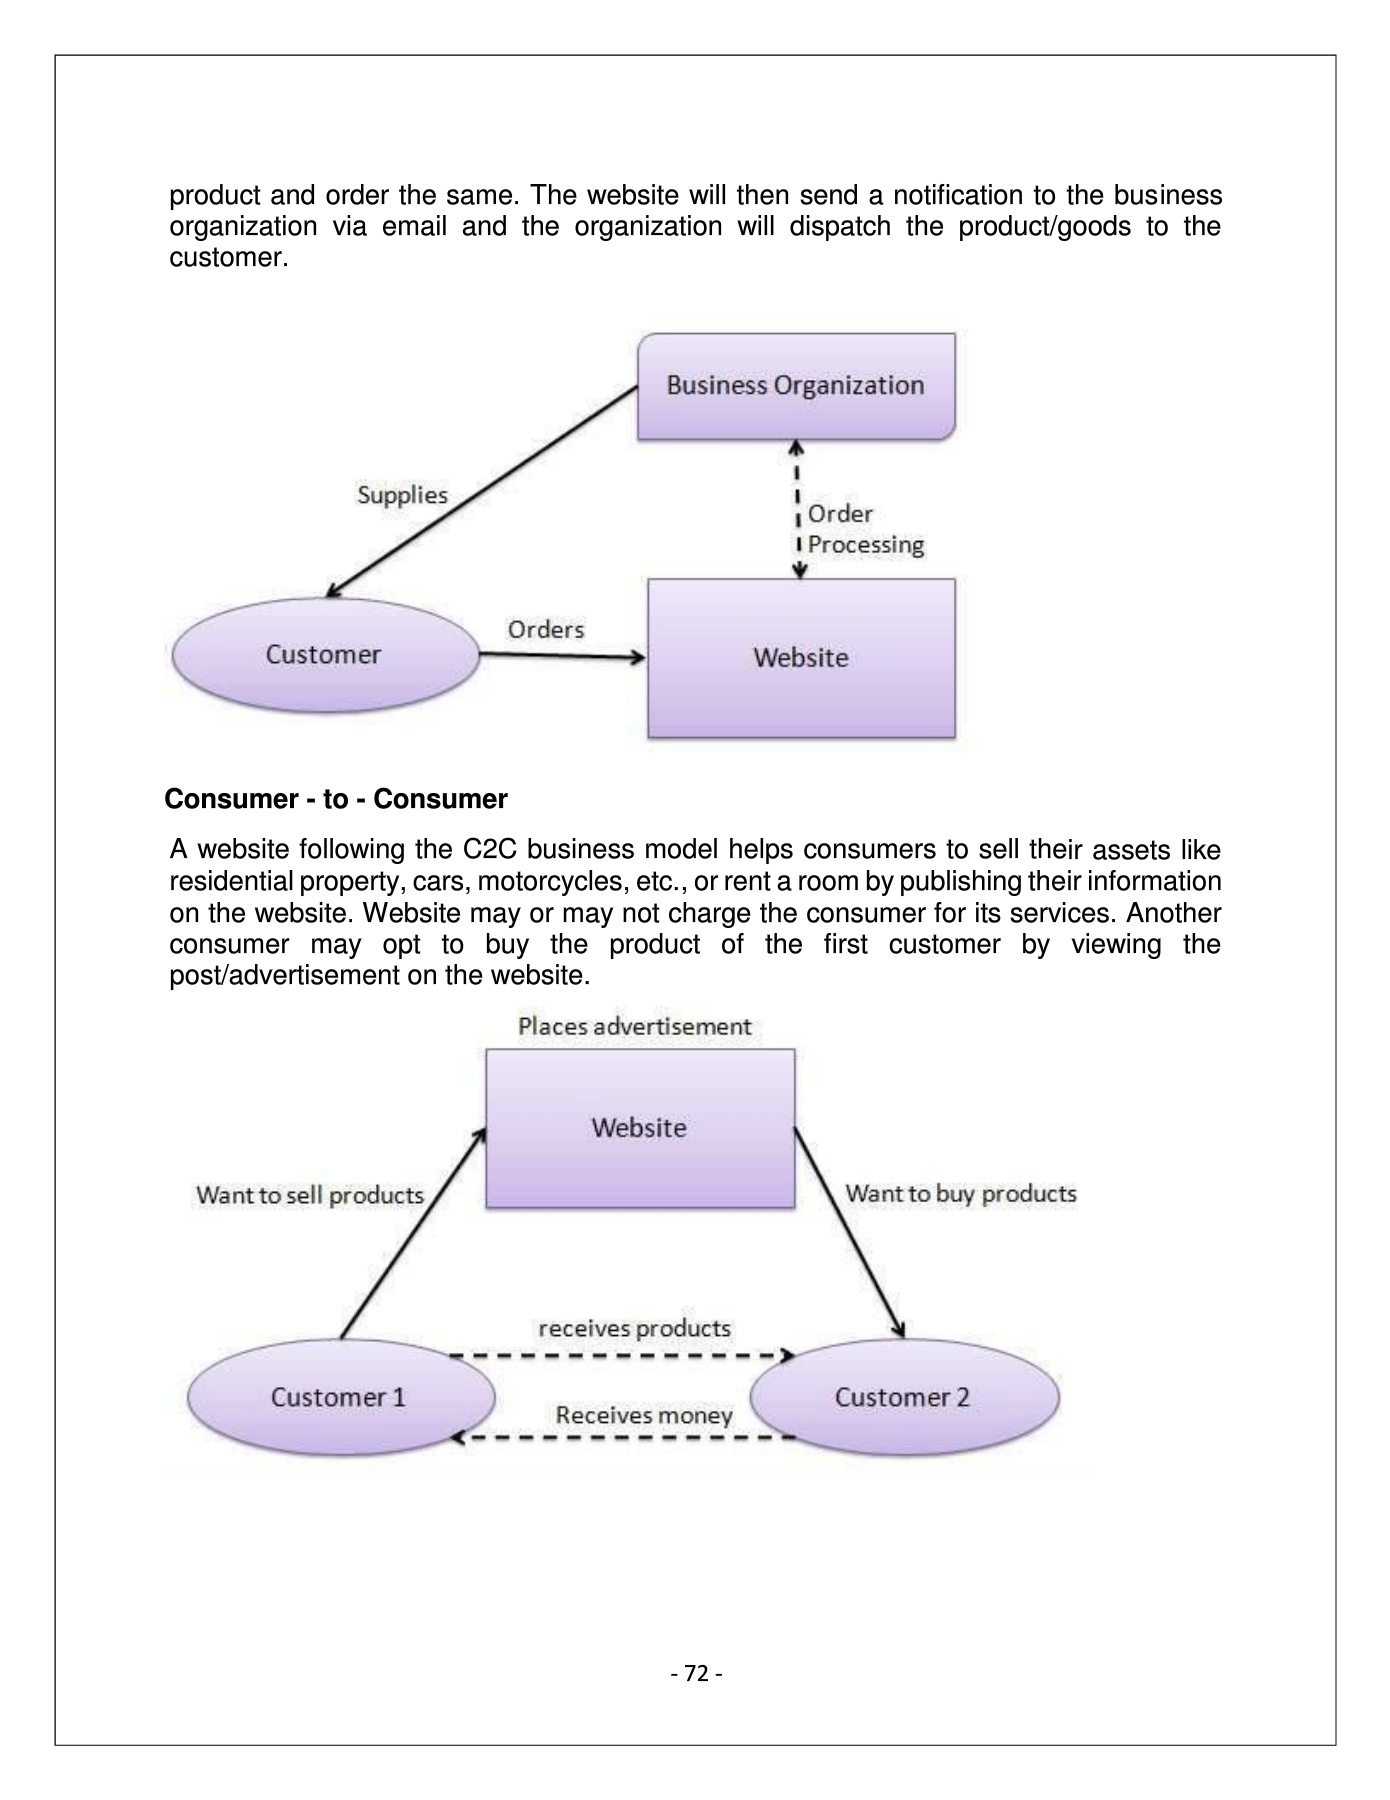 product and order the same. The website will then send a notification to the business
organization via email and the organization will dispatch the product/goods to the
customer.
Business Organization
Supplies
Order
Processing
Orders
Customer
Website
Consumer - to - Consumer
A website following the C2C business model helps consumers to sell their assets like
residential property, cars, motorcycles, etc., or rent a room by publishing their information
on the website. Website may or may not charge the consumer for its services. Another
consumer may opt to buy the product of the first customer by viewing the
post/advertisement on the website.
Places advertisement
Website
Want to sell products
Want to buy products
receives products
Customer 1
Customer 2
Receives money
- 72 -